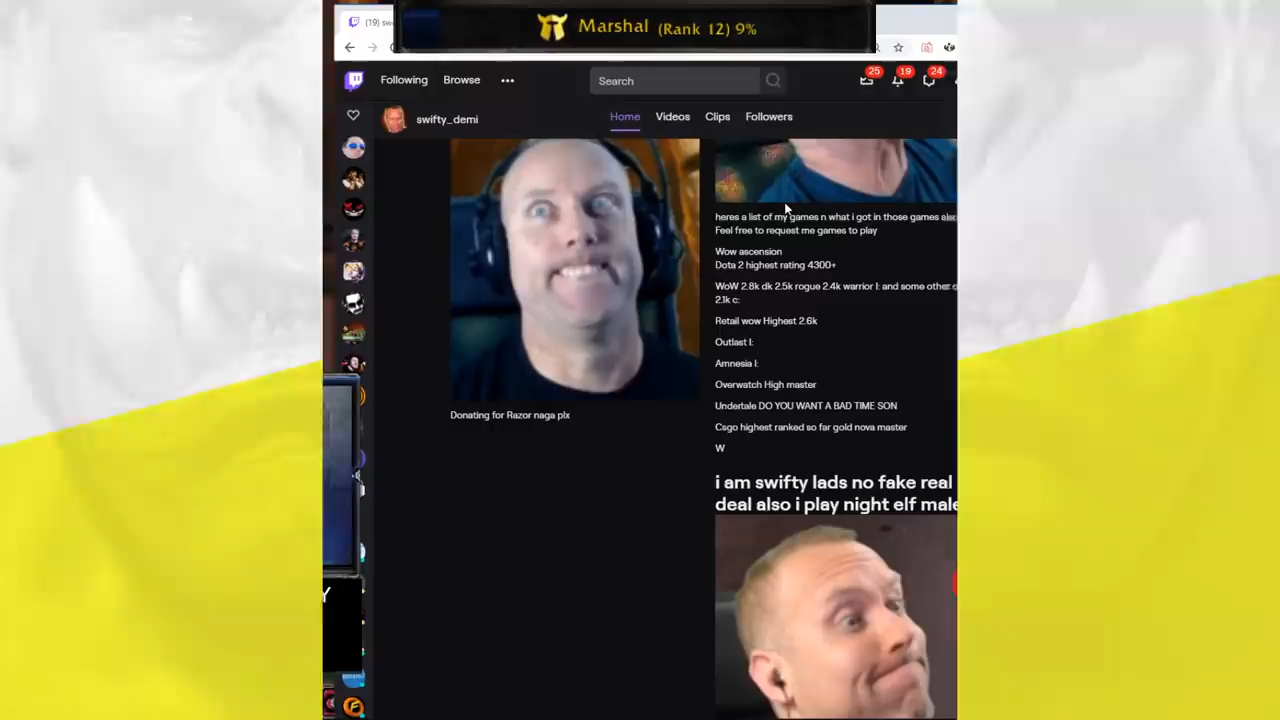 Marshal (Rank 12) 9%
(19) sw
Following Browse ••• Search 25 19 24
swifty_demi Home Videos Clips Followers
heres a list of my games n what i got in those games
Feel free to request me games to play
Wow ascension
Dota 2 highest rating 4300+
WoW 2.8k dk 2.5k rogue 2.4k warrior l: and some other
2.1k c:
Retail wow Highest 2.6k
Outlast l:
Amnesia l:
Overwatch High master
Undertale DO YOU WANT A BAD TIME SON
Donating for Razor naga plx
Csgo highest ranked so far gold nova master
W
i am swifty lads no fake real
deal also i play night elf male
Y